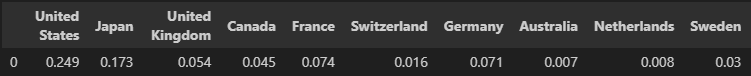 United States Japan United Kingdom Canada France Switzerland Germany Australia Netherlands Sweden
0 0.249 0.173 0.054 0.045 0.074 0.016 0.071 0.007 0.008 0.03